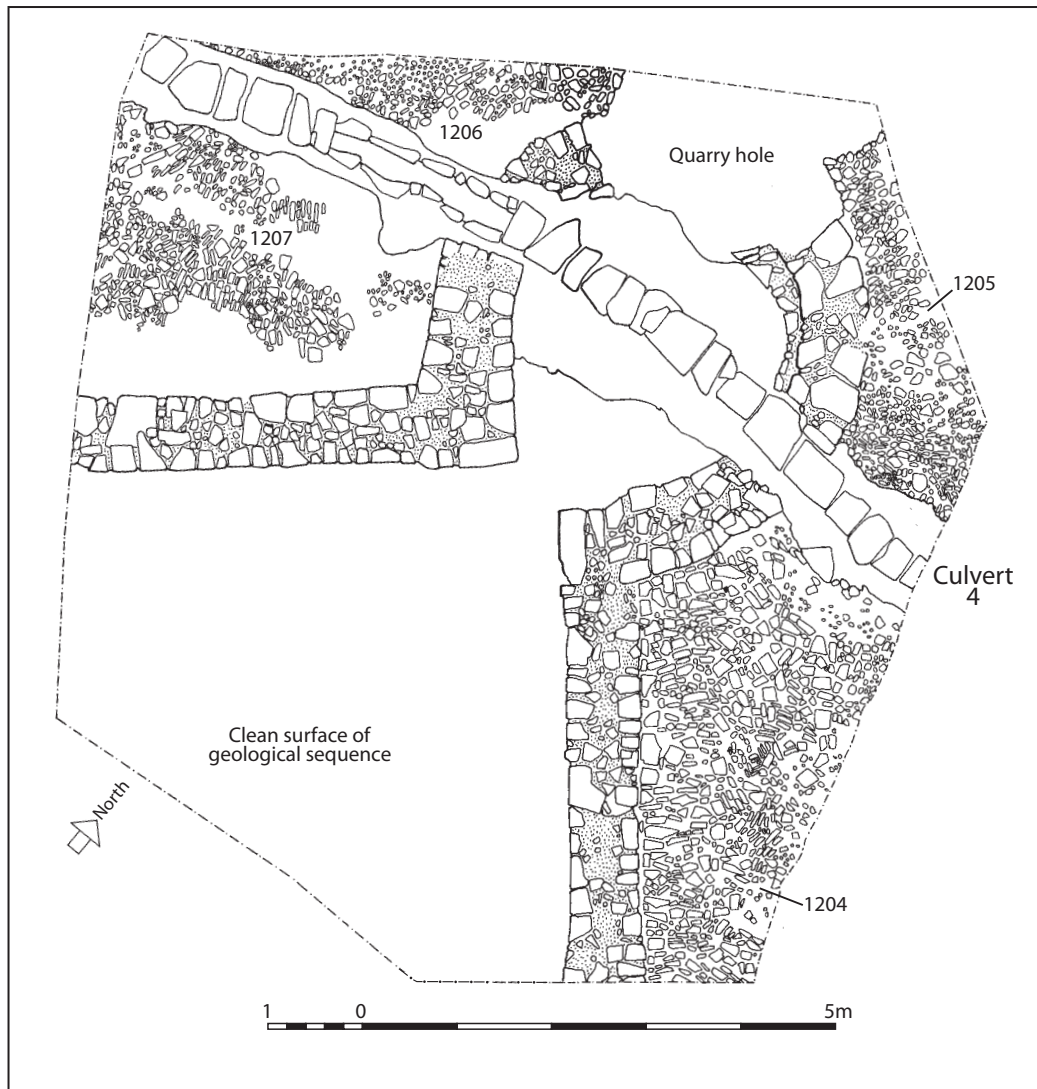 1206
Quarry hole
1207
1205
Culvert
4
Clean surface of
geological sequence
North
1204
1 0 5m